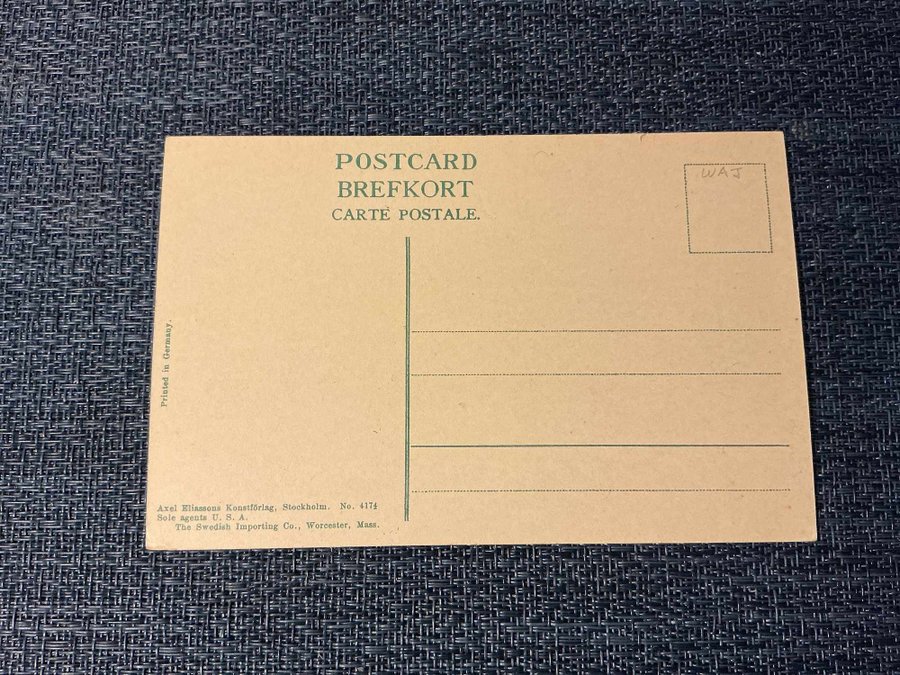 POSTCARD
BREFKORT
CARTE POSTALE.
WAJ
Printed in Germany.
Axel Eliassons Konstförlag, Stockholm. No. 4174
Sole agents U. S. A.
The Swedish Importing Co., Worcester, Mass.